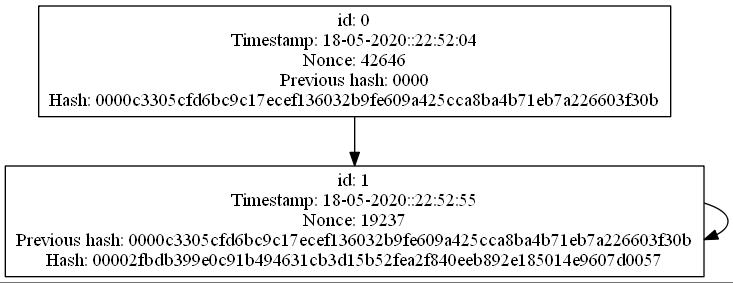 id: 0
Timestamp: 18-05-2020::22:52:04
Nonce: 42646
Previous hash: 0000
Hash: 0000c3305cfd6bc9c17ecef136032b9fe609a425cca8ba4b71eb7a226603f30b
id: 1
Timestamp: 18-05-2020::22:52:55
Nonce: 19237
Previous hash: 0000c3305cfd6bc9c17ecef136032b9fe609a425cca8ba4b71eb7a226603f30b
Hash: 00002fbdb399e0c91b494631cb3d15b52fea2f840eeb892e185014e9607d0057